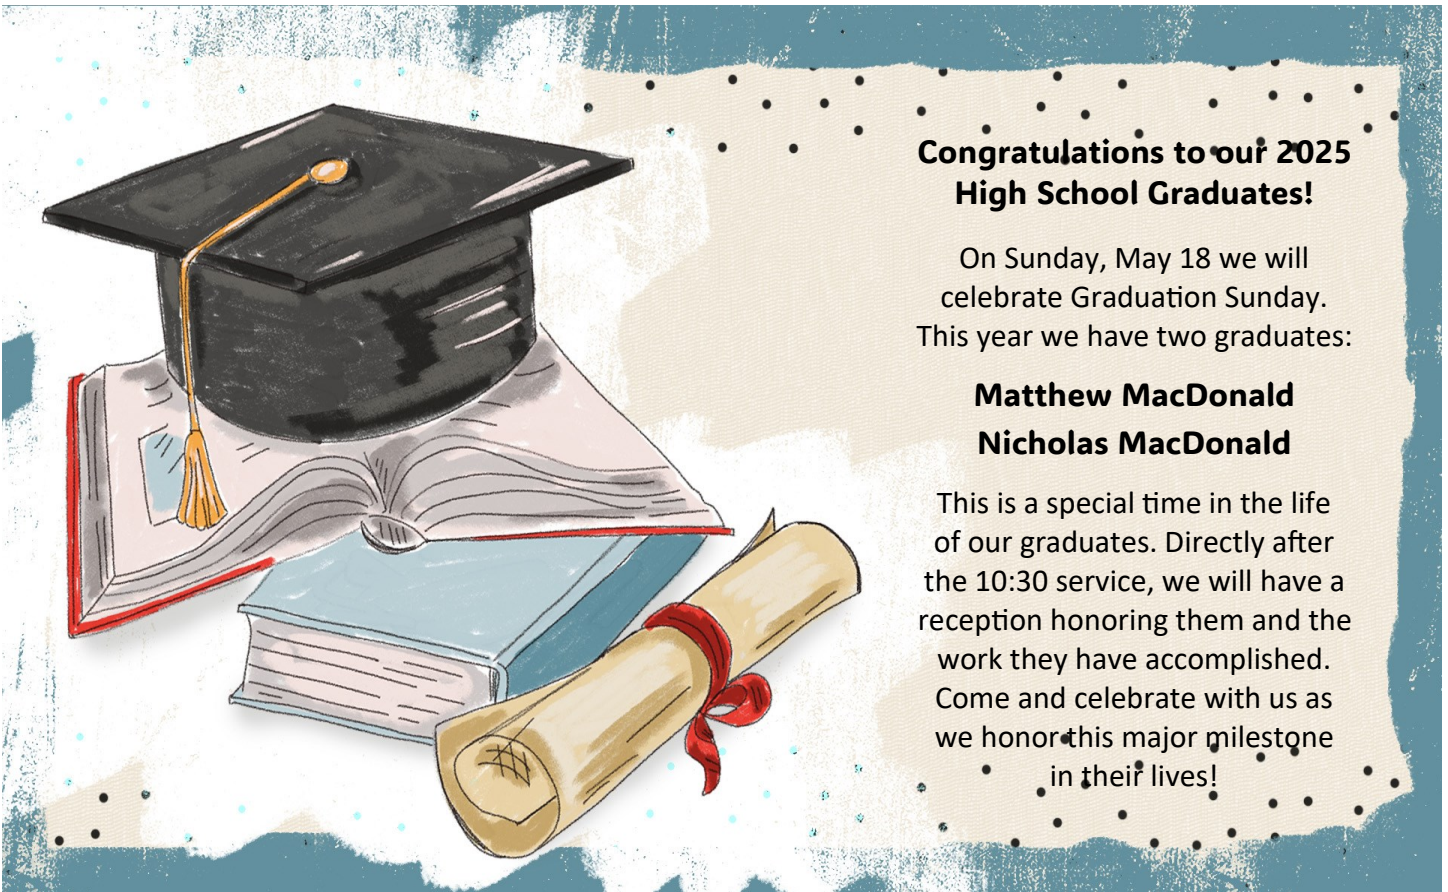 Congratulations to our 2025
High School Graduates!
On Sunday, May 18 we will
celebrate Graduation Sunday.
This year we have two graduates:
Matthew MacDonald
Nicholas MacDonald
This is a special time in the life
of our graduates. Directly after
the 10:30 service, we will have a
reception honoring them and the
work they have accomplished.
Come and celebrate with us as
we honor this major milestone
in their lives!